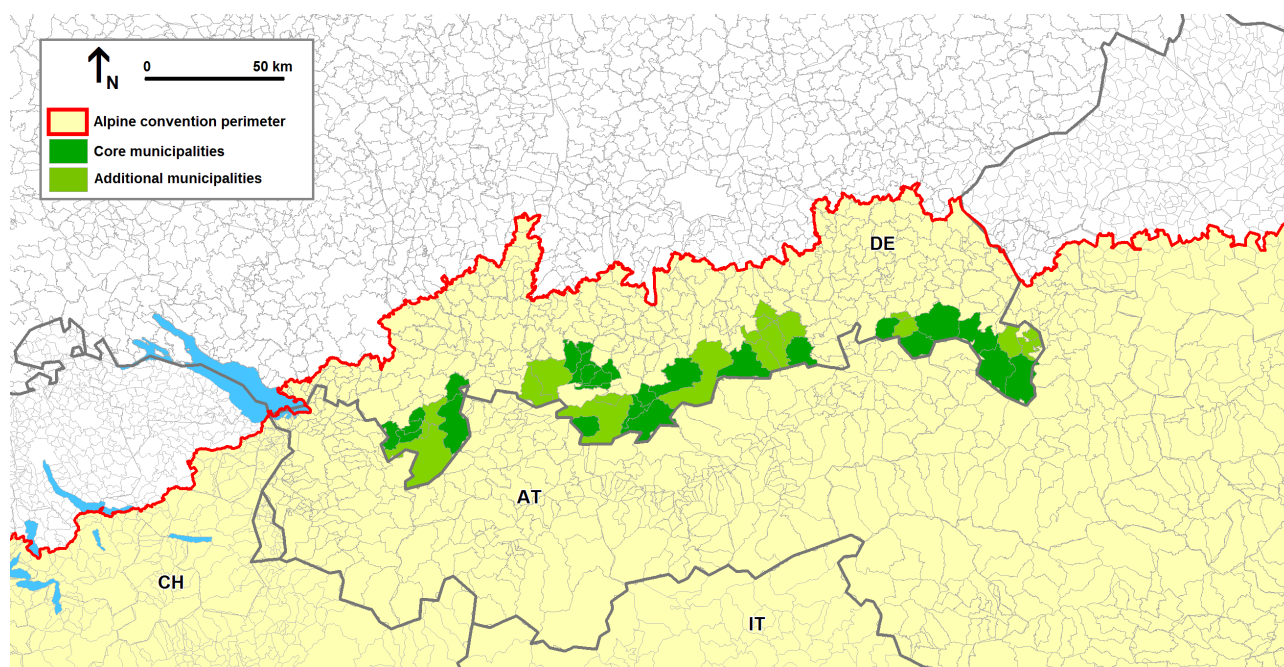 N
0 50 km
Alpine convention perimeter
Core municipalities
Additional municipalities
DE
AT
CH
IT